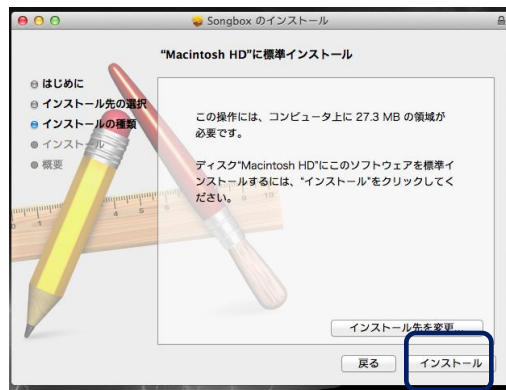 Songbox のインストール
"Macintosh HD"に標準インストール
はじめに
インストール先の選択
インストールの種類
インストール
概要
この操作には、コンピュータ上に 27.3 MB の領域が
必要です。
ディスク"Macintosh HD"にこのソフトウェアを標準イ
ンストールするには、"インストール"をクリックしてく
ださい。
インストール先を変更...
戻る
インストール